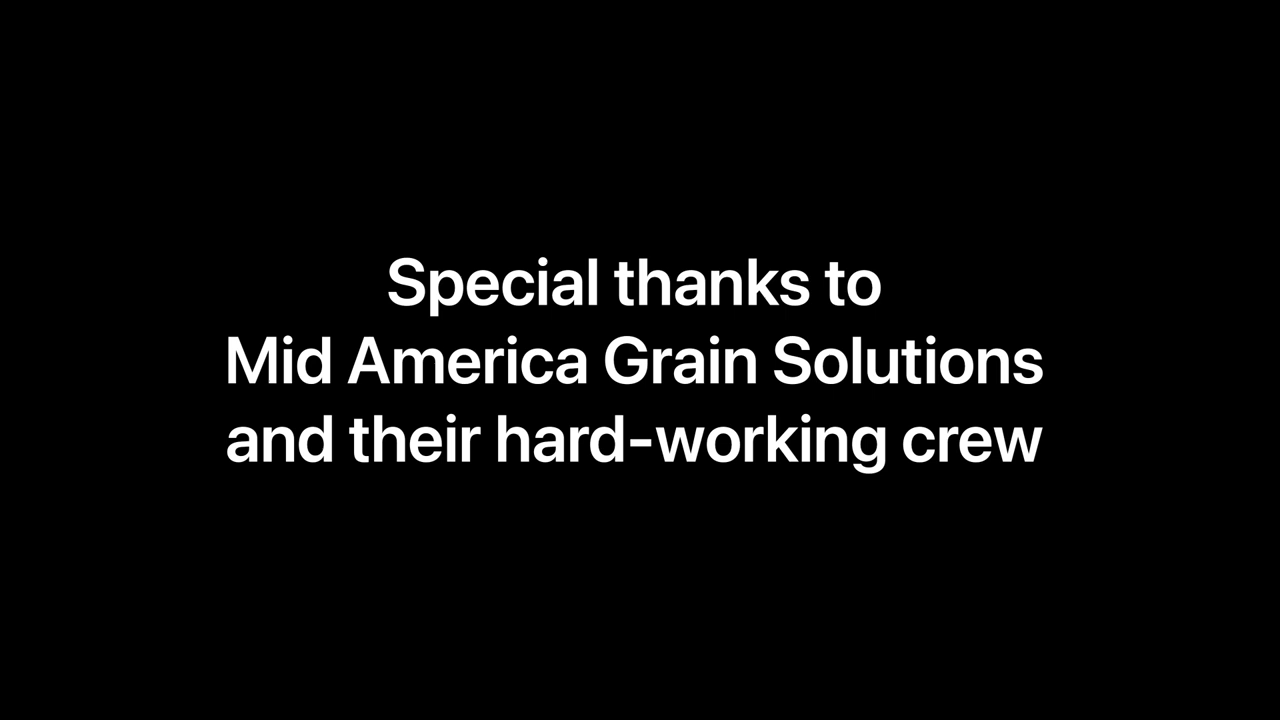 Special thanks to
Mid America Grain Solutions
and their hard-working crew